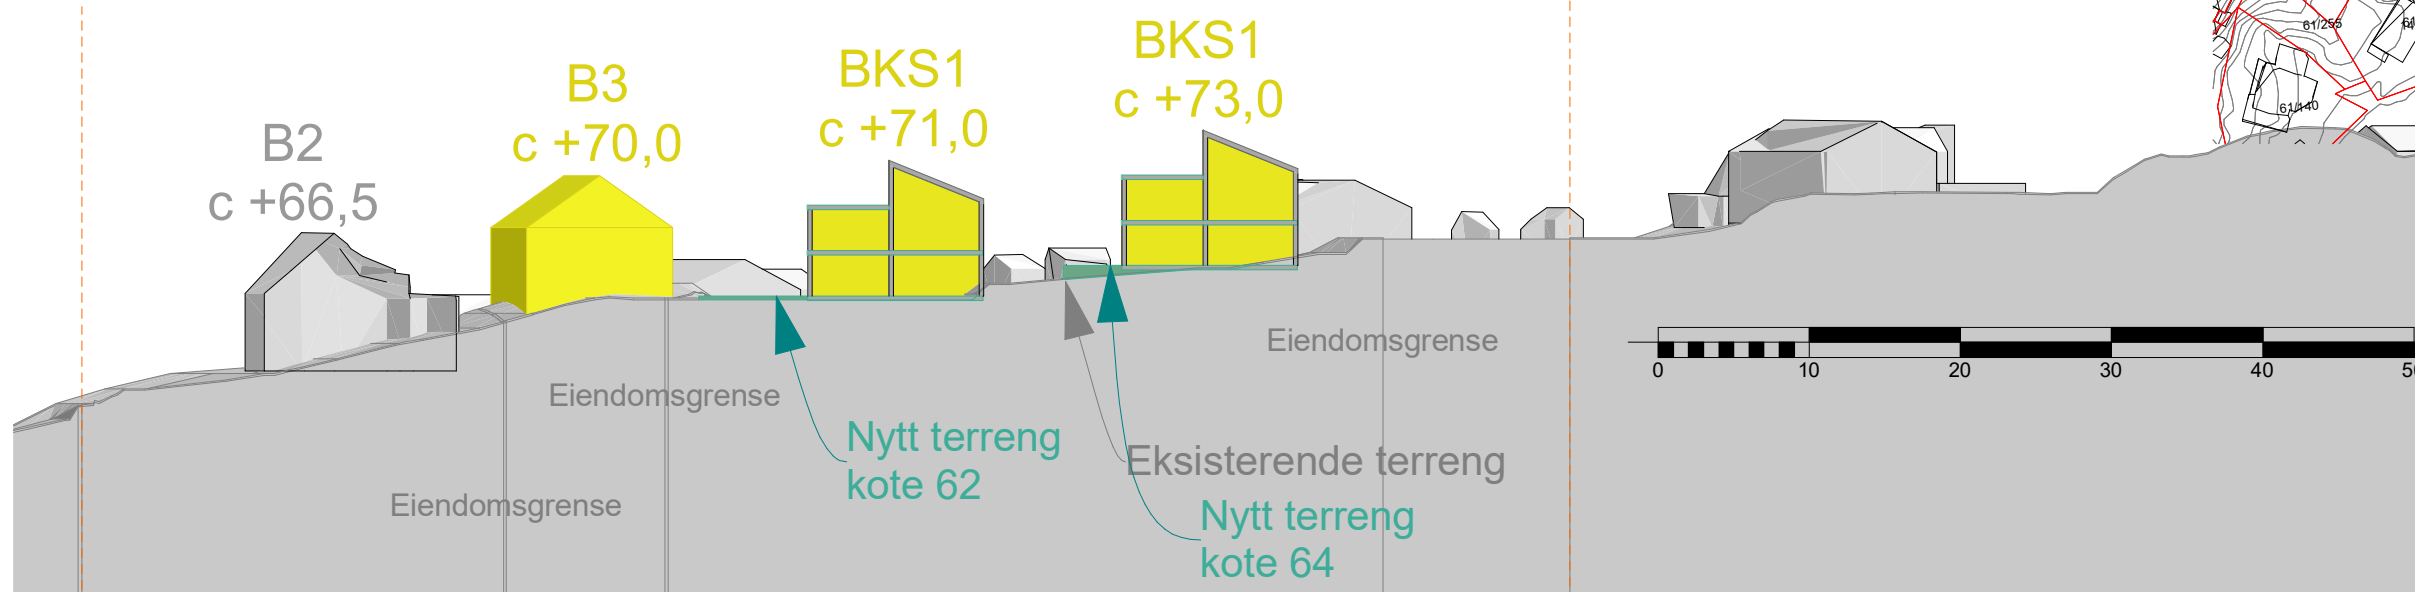 B2
c +66,5
B3
c +70,0
BKS1
c +71,0
BKS1
c +73,0
61/255
61/140
Eiendomsgrense
Eiendomsgrense
Eiendomsgrense
Nytt terreng
kote 62
Eksisterende terreng
Nytt terreng
kote 64
0 10 20 30 40